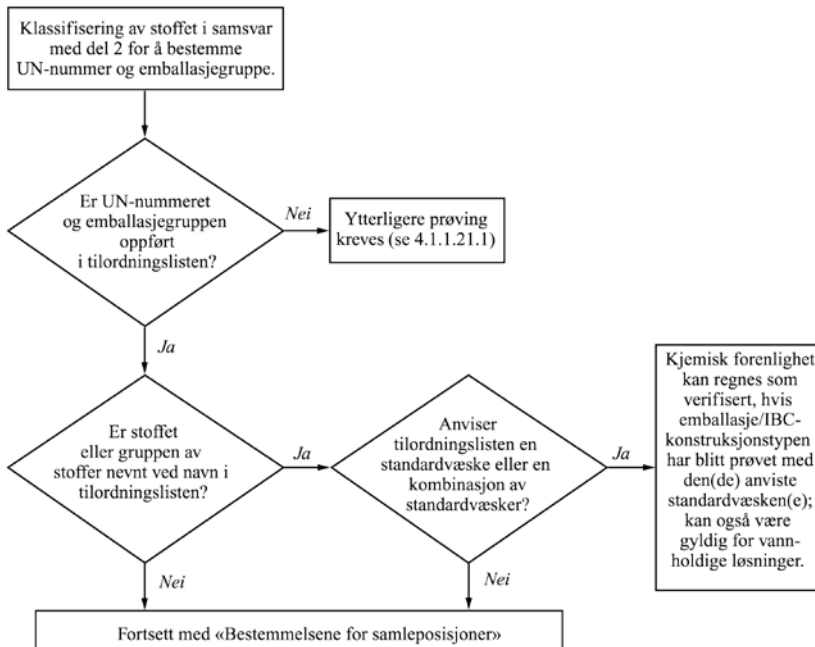 Klassifisering av stoffet i samsvar
med del 2 for å bestemme
UN-nummer og emballasjegruppe.
Er UN-nummeret
og emballasjegruppen
oppført
i tilordningslisten?
Nei
Ytterligere prøving
kreves (se 4.1.1.21.1)
Ja
Er stoffet
eller gruppen av
stoffer nevnt ved navn i
tilordningslisten?
Ja
Anviser
tilordningslisten en
standardvæske eller en
kombinasjon av
standardvæsker?
Ja
Kjemisk forenlighet
kan regnes som
verifisert, hvis
emballasje/IBC-
konstruksjonstypen
har blitt prøvet med
den(de) anviste
standardvæsken(e);
kan også være
gyldig for vann-
holdige løsninger.
Nei
Nei
Fortsett med «Bestemmelsene for samleposisjoner»